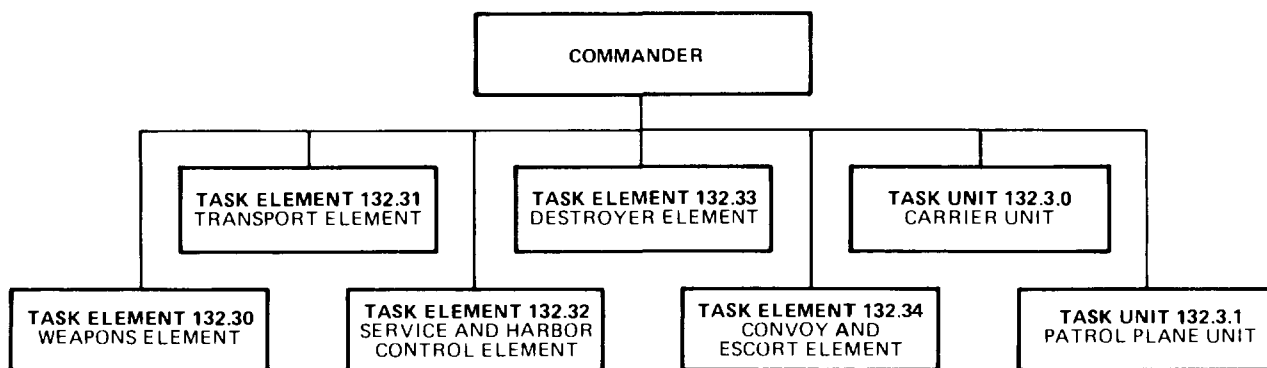 COMMANDER
TASK ELEMENT 132.31
TRANSPORT ELEMENT
TASK ELEMENT 132.33
DESTROYER ELEMENT
TASK UNIT 132.3.0
CARRIER UNIT
TASK ELEMENT 132.30
WEAPONS ELEMENT
TASK ELEMENT 132.32
SERVICE AND HARBOR
CONTROL ELEMENT
TASK ELEMENT 132.34
CONVOY AND
ESCORT ELEMENT
TASK UNIT 132.3.1
PATROL PLANE UNIT